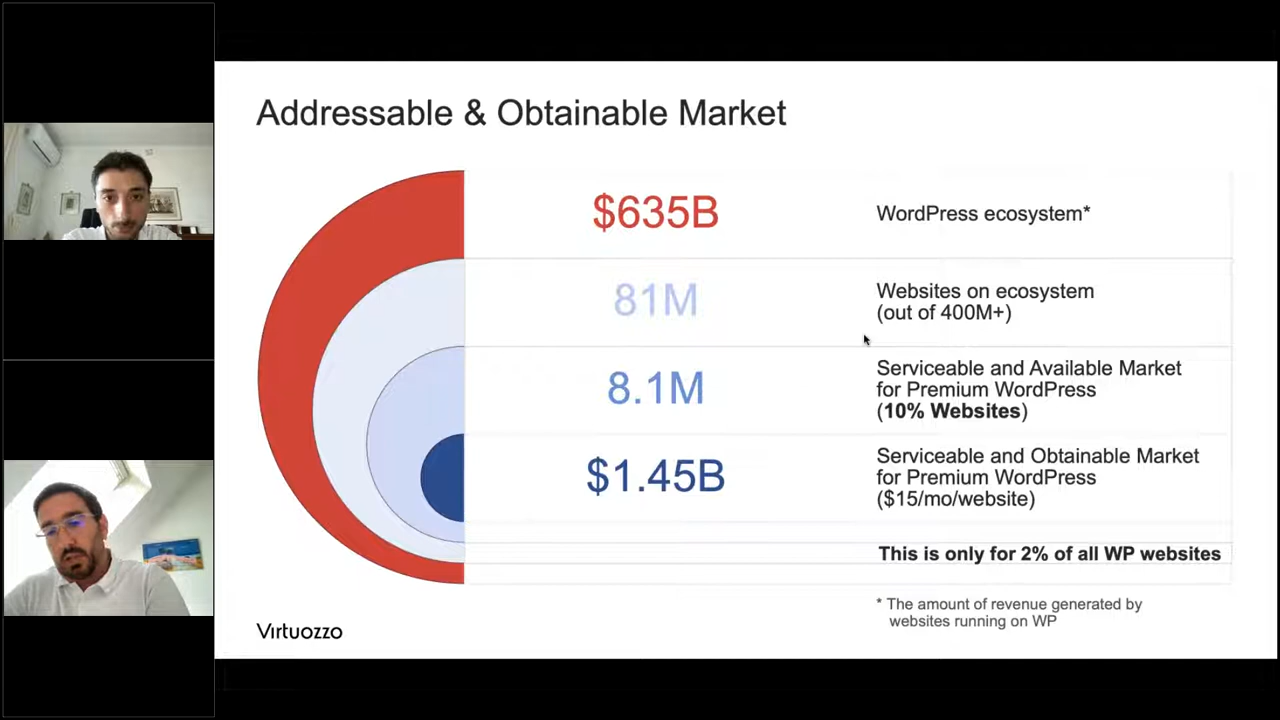 Addressable & Obtainable Market
$635B
WordPress ecosystem*
81M
Websites on ecosystem
(out of 400M+)
8.1M
Serviceable and Available Market
for Premium WordPress
(10% Websites)
$1.45B
Serviceable and Obtainable Market
for Premium WordPress
($15/mo/website)
This is only for 2% of all WP websites
* The amount of revenue generated by
websites running on WP
Virtuozzo